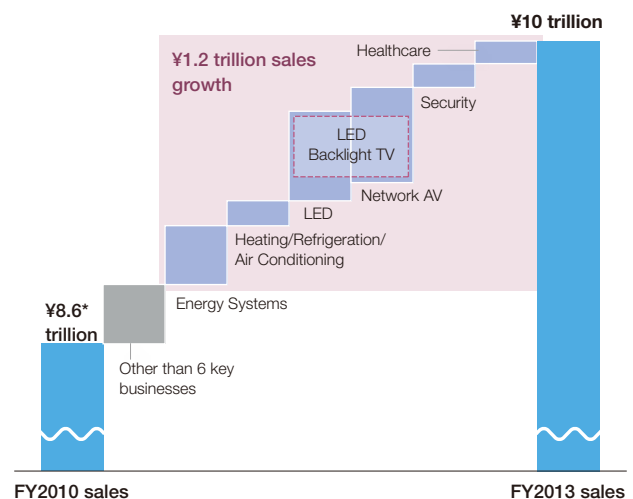 ¥10 trillion
Healthcare
¥1.2 trillion sales
growth
Security
LED
Backlight TV
Network AV
LED
Heating/Refrigeration/
Air Conditioning
Energy Systems
¥8.6*
trillion
Other than 6 key
businesses
FY2010 sales
FY2013 sales